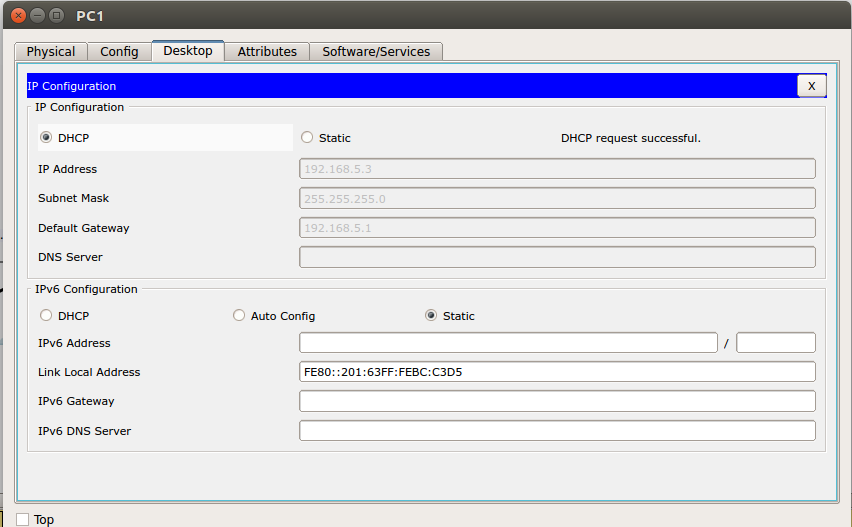 PC1
Physical Config Desktop Attributes Software/Services
IP Configuration X
IP Configuration
DHCP Static DHCP request successful.
IP Address 192.168.5.3
Subnet Mask 255.255.255.0
Default Gateway 192.168.5.1
DNS Server
IPv6 Configuration
DHCP Auto Config Static
IPv6 Address /
Link Local Address FE80::201:63FF:FEBC:C3D5
IPv6 Gateway
IPv6 DNS Server
Top